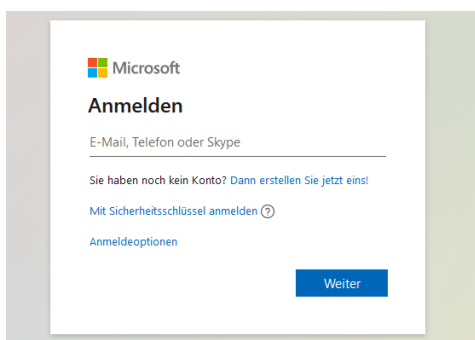 Microsoft
Anmelden
E-Mail, Telefon oder Skype
Sie haben noch kein Konto? Dann erstellen Sie jetzt eins!
Mit Sicherheitsschlüssel anmelden ?
Anmeldeoptionen
Weiter